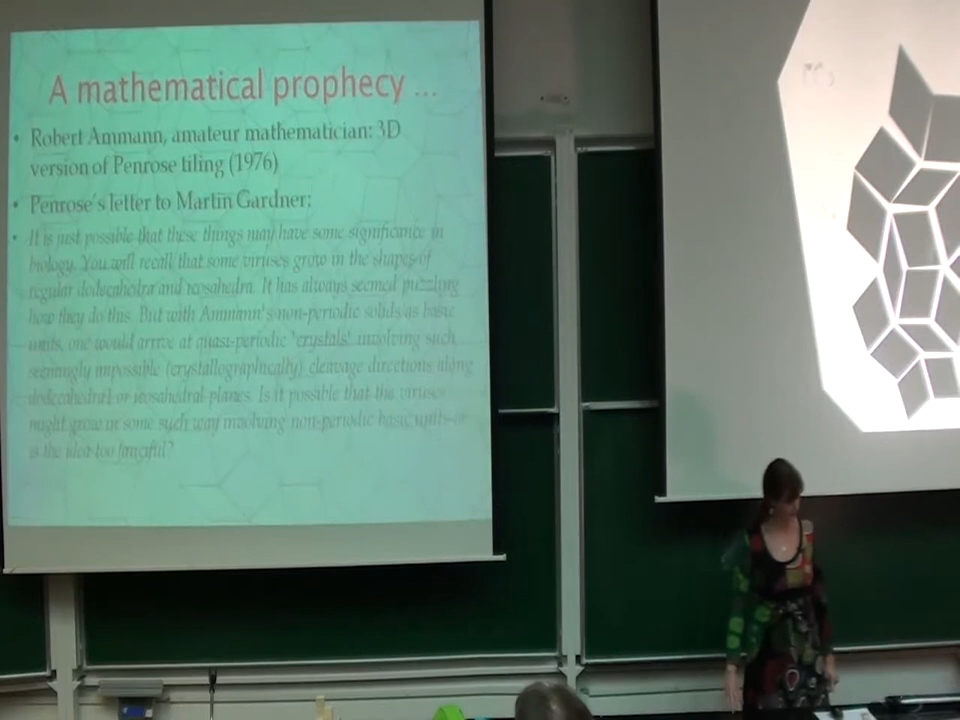 A mathematical prophecy ...
• Robert Ammann, amateur mathematician: 3D
version of Penrose tiling (1976)
• Penrose's letter to Martin Gardner:
• It is just possible that these things may have some significance in
biology. You will recall that some viruses grow in the shapes of
regular dodecahedra and icosahedra. It has always seemed puzzling
how they do this. But with Ammann's non-periodic solids as basic
units, one would arrive at quasi-periodic 'crystals' involving such
seemingly impossible (crystallographically) cleavage directions along
dodecahedral or icosahedral planes. Is it possible that the viruses
might grow in some such way involving non-periodic basic units-or
is the idea too fanciful?